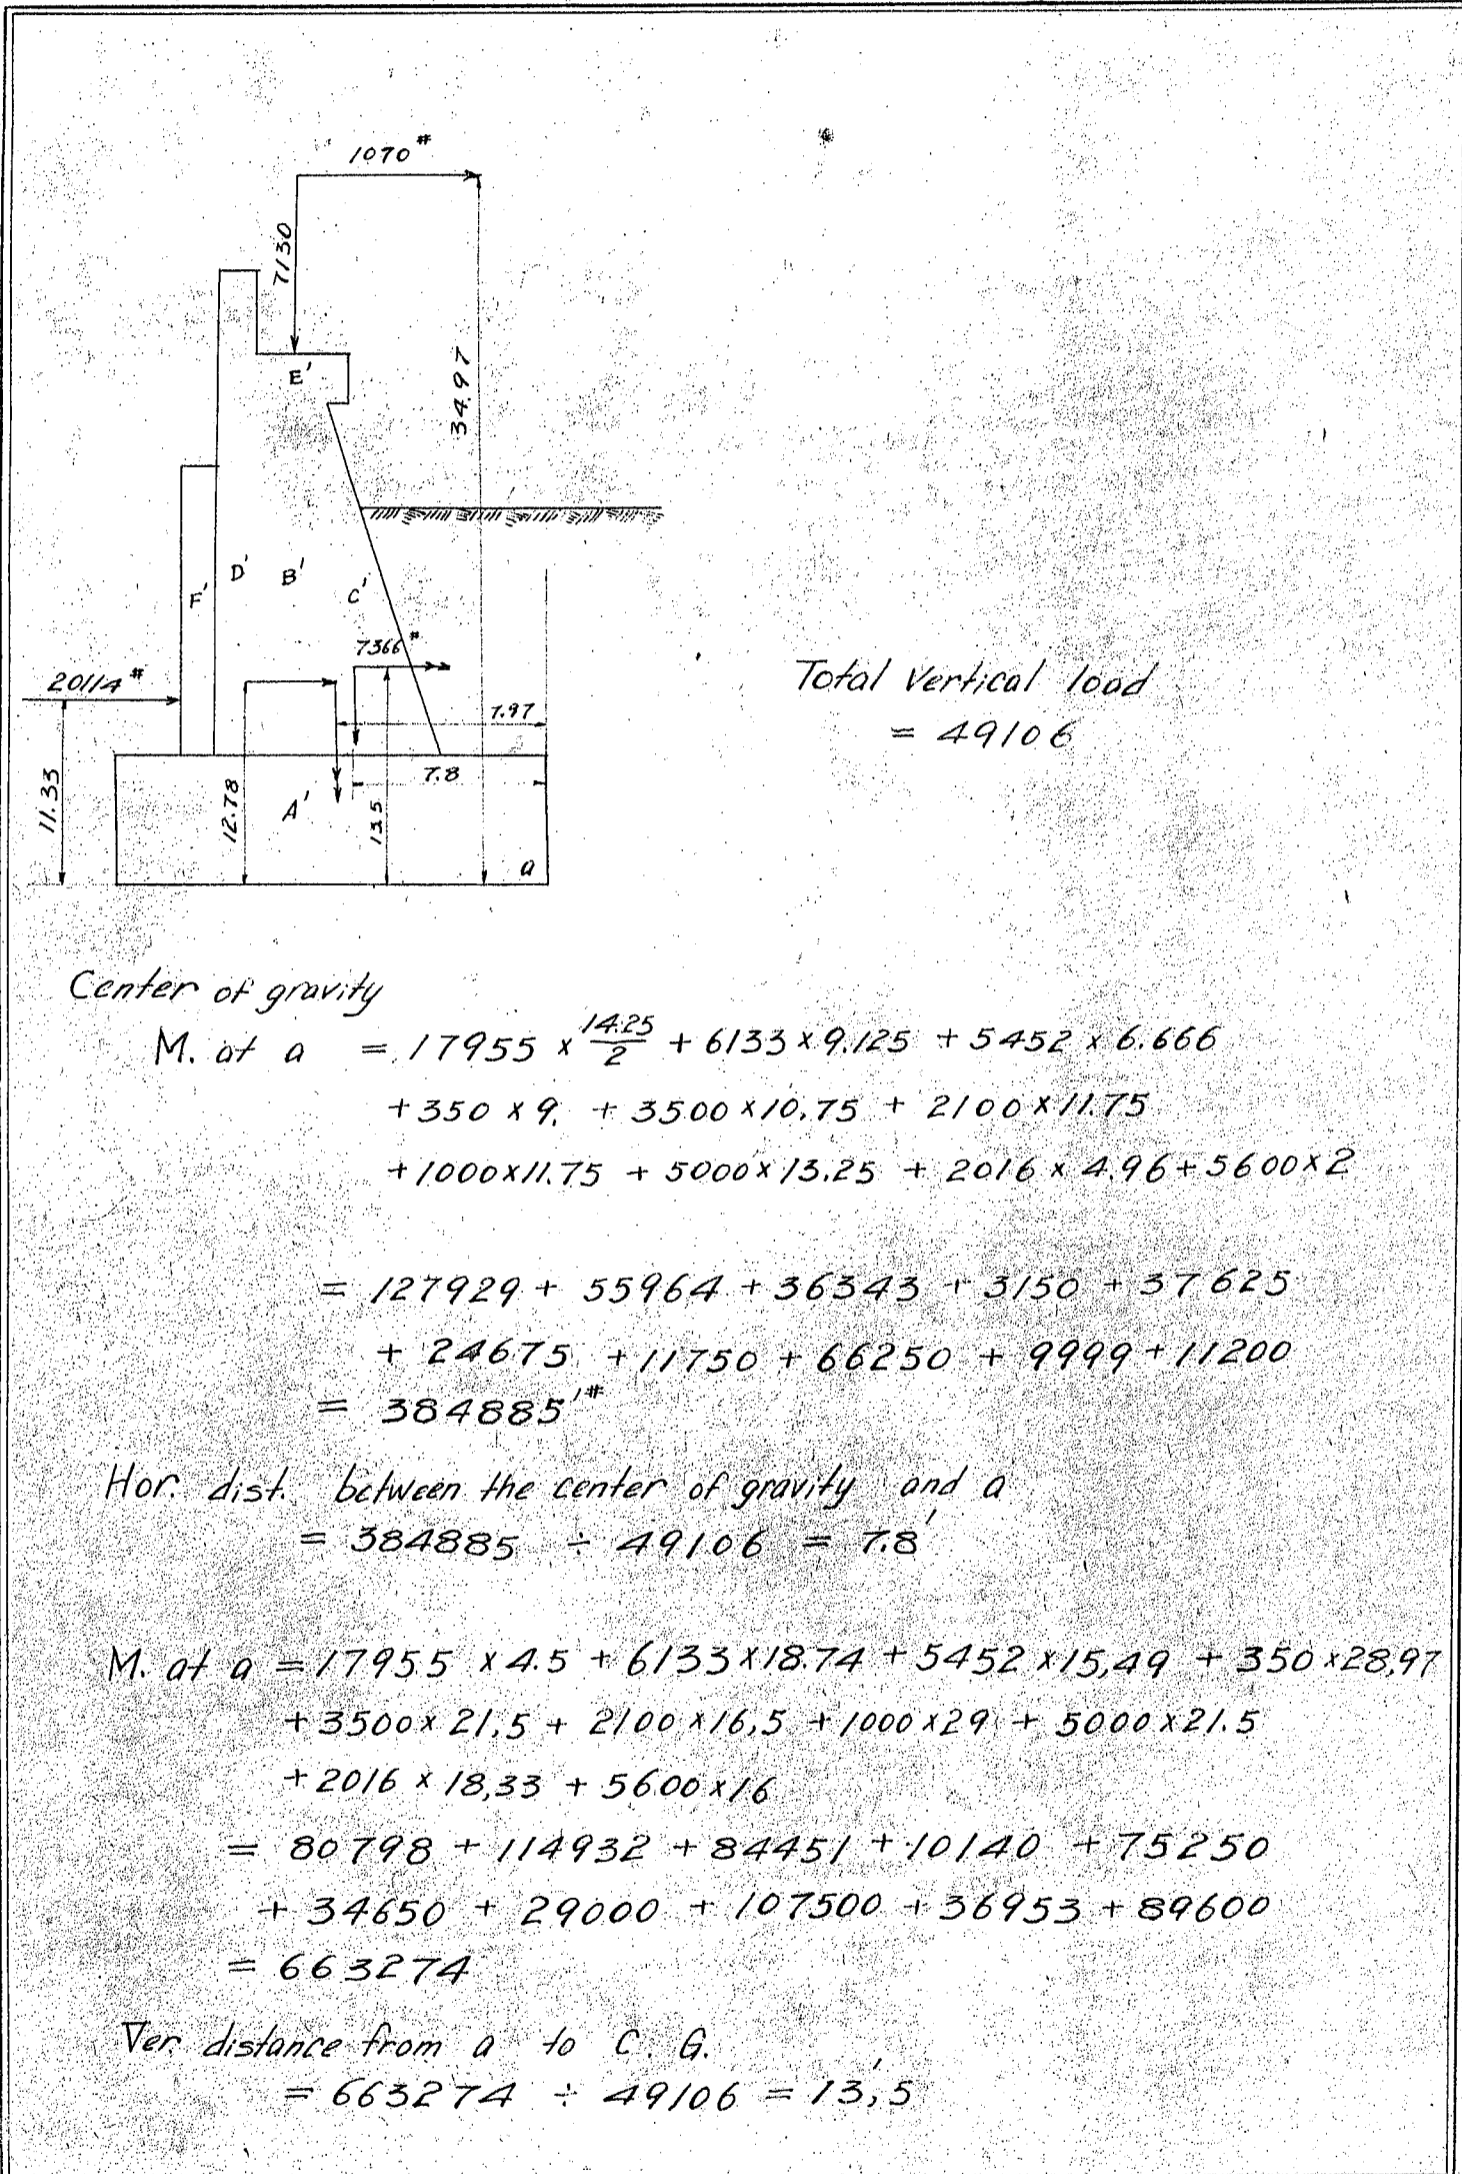 1070#
7130
E'
34.97
F'
D'
B'
C'
7366#
20114#
7.97
7.8
11.33
12.78
A'
13.5
a
Total Vertical load
= 49106
Center of gravity
M. at a = 17955 x 14.25/2 + 6133 x 9.125 + 5452 x 6.666
+ 350 x 9. + 3500 x 10.75 + 2100 x 11.75
+ 1000 x 11.75 + 5000 x 13.25 + 2016 x 4.96 + 5600 x 2
= 127929 + 55964 + 36343 + 3150 + 37625
+ 24675 + 11750 + 66250 + 9999 + 11200
= 384885'#
Hor. dist. between the center of gravity and a
= 384885 ÷ 49106 = 7.8'
M. at a = 17955 x 4.5 + 6133 x 18.74 + 5452 x 15,49 + 350 x 28,97
+ 3500 x 21,5 + 2100 x 16,5 + 1000 x 29 + 5000 x 21.5
+ 2016 x 18,33 + 5600 x 16
= 80798 + 114932 + 84451 + 10140 + 75250
+ 34650 + 29000 + 107500 + 36953 + 89600
= 663274
Ver. distance from a to C. G.
= 663274 ÷ 49106 = 13',5